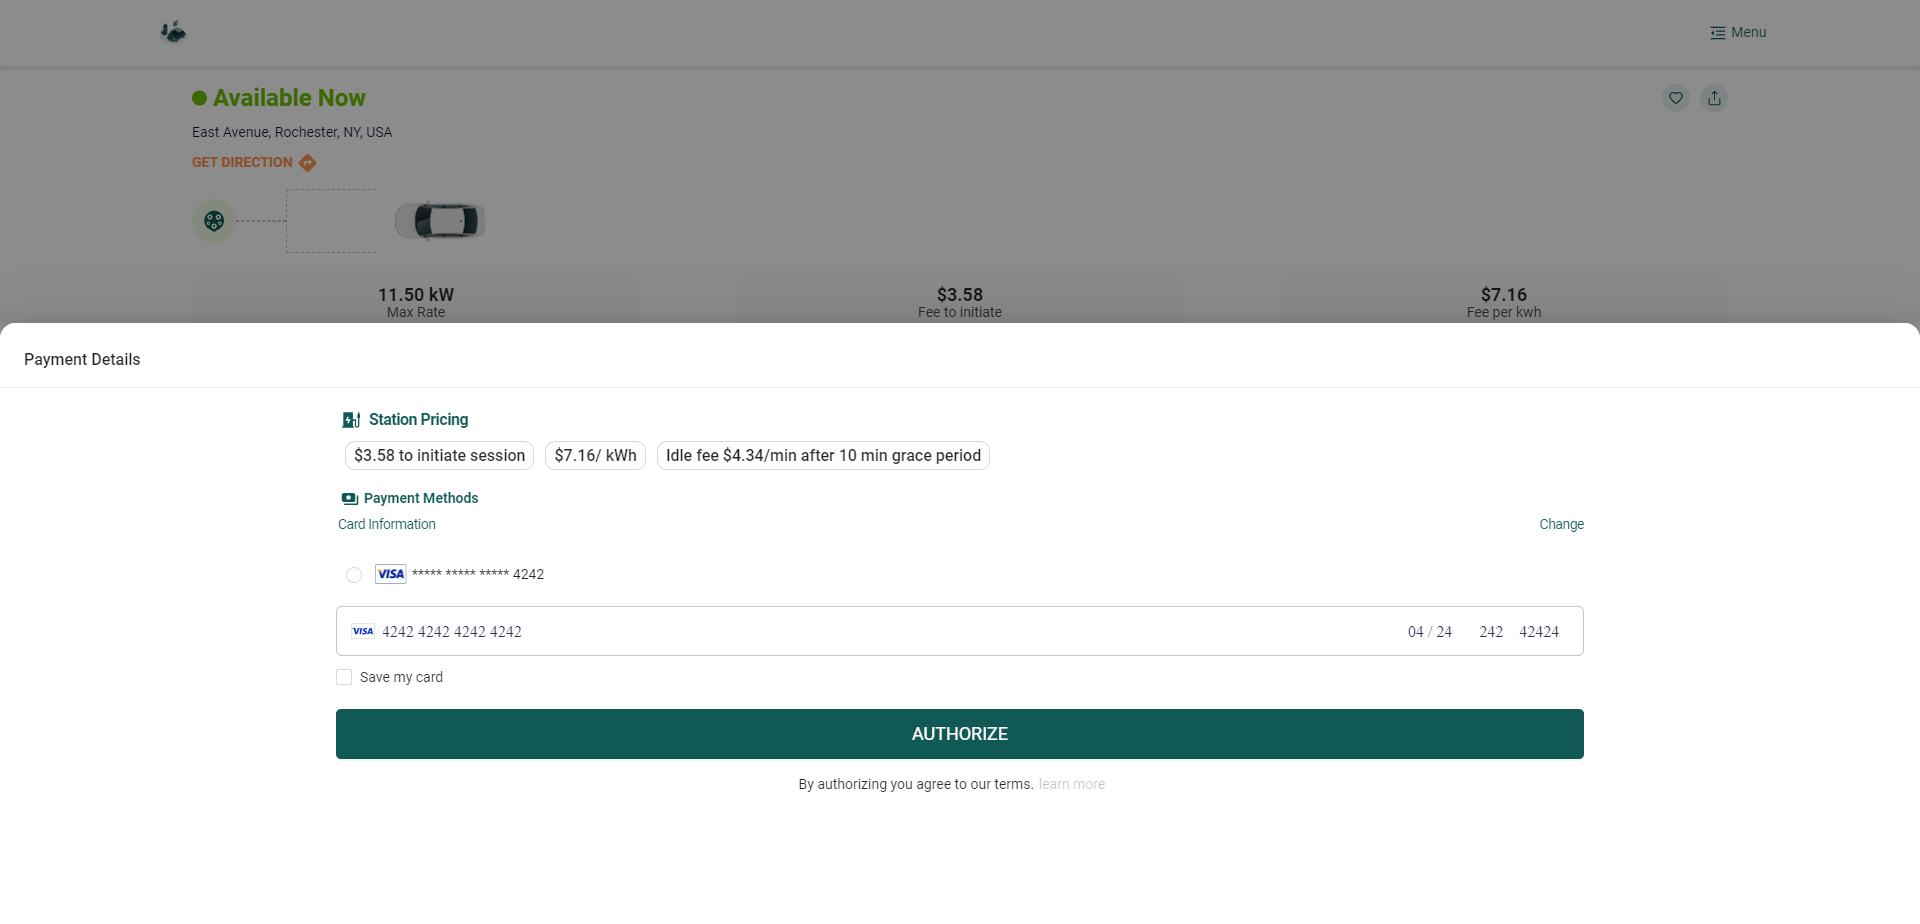 Menu
Available Now
East Avenue, Rochester, NY, USA
GET DIRECTION
11.50 kW
Max Rate
$3.58
Fee to initiate
$7.16
Fee per kwh
Payment Details
Station Pricing
$3.58 to initiate session
$7.16/ kWh
Idle fee $4.34/min after 10 min grace period
Payment Methods
Card Information
Change
VISA ***** ***** ***** 4242
VISA 4242 4242 4242 4242 04 / 24 242 42424
Save my card
AUTHORIZE
By authorizing you agree to our terms. learn more